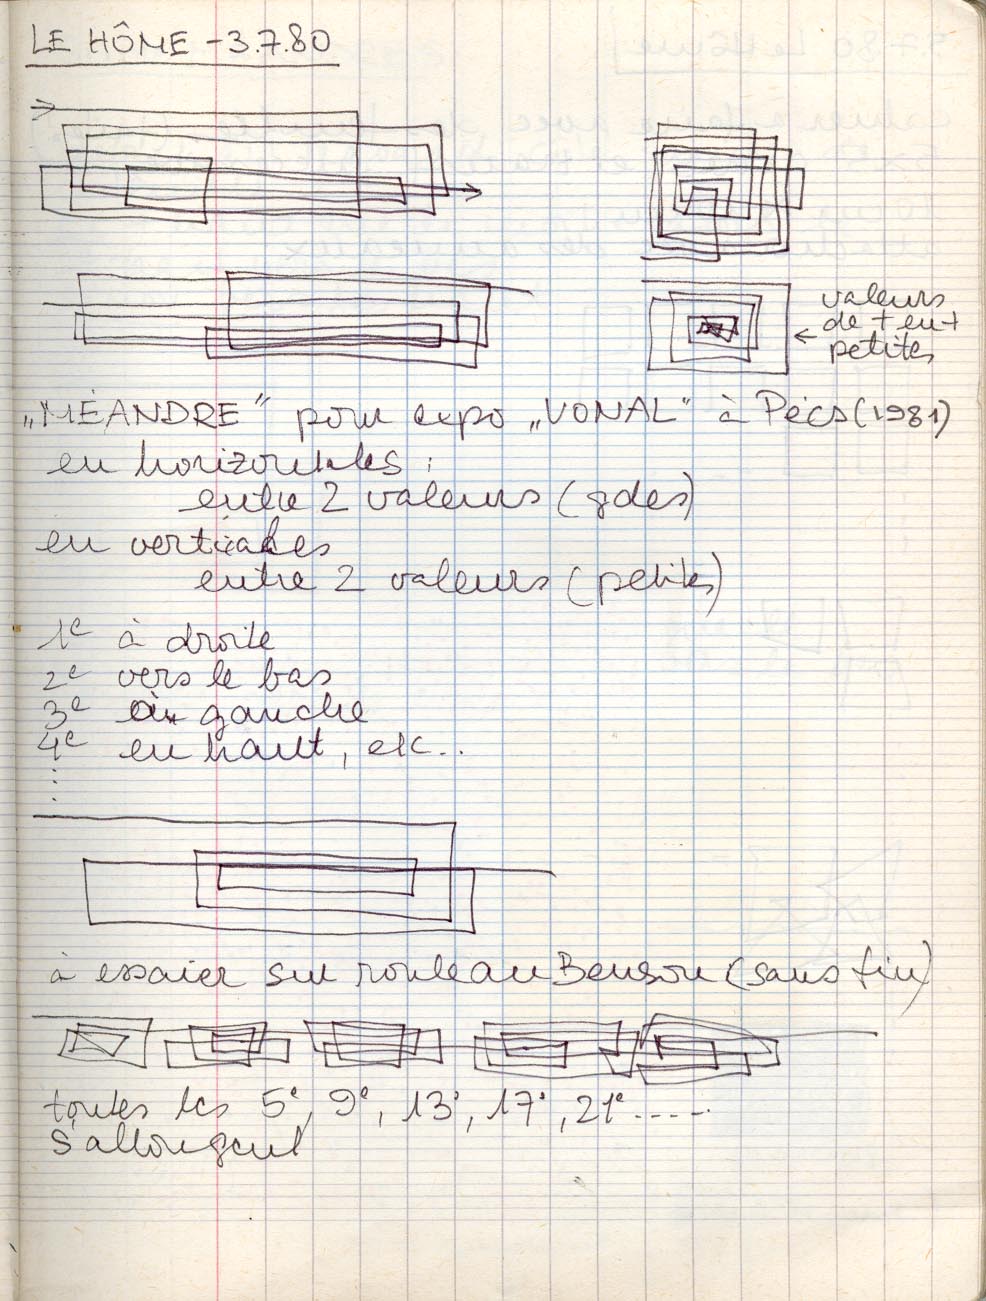 LE HÔME - 3.7.80
valeurs
de + en +
petites
„MÉANDRE" pour expo „VONAL" à Pécs (1981)
en horizontales :
entre 2 valeurs (gdes)
en verticales
entre 2 valeurs (petites)
1e à droite
2e vers le bas
3e à gauche
4e en haut, etc..
à essaier sur rouleau Benson (sans fin)
toutes les 5e, 9e, 13e, 17e, 21e .....
s'allongent